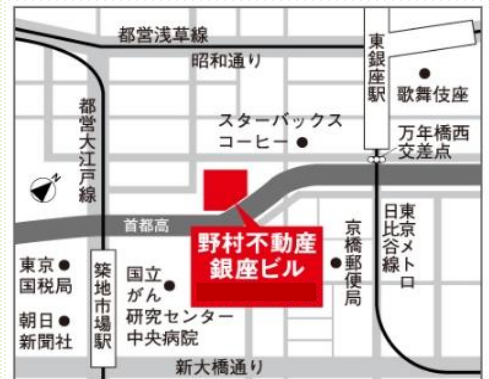 都営浅草線
昭和通り
東銀座駅
歌舞伎座
都営大江戸線
スターバックス
コーヒー
万年橋西
交差点
N
首都高
野村不動産
銀座ビル
東京メトロ
日比谷線
京橋郵便局
東京
国税局
築地市場駅
国立
がん
研究センター
中央病院
朝日
新聞社
新大橋通り